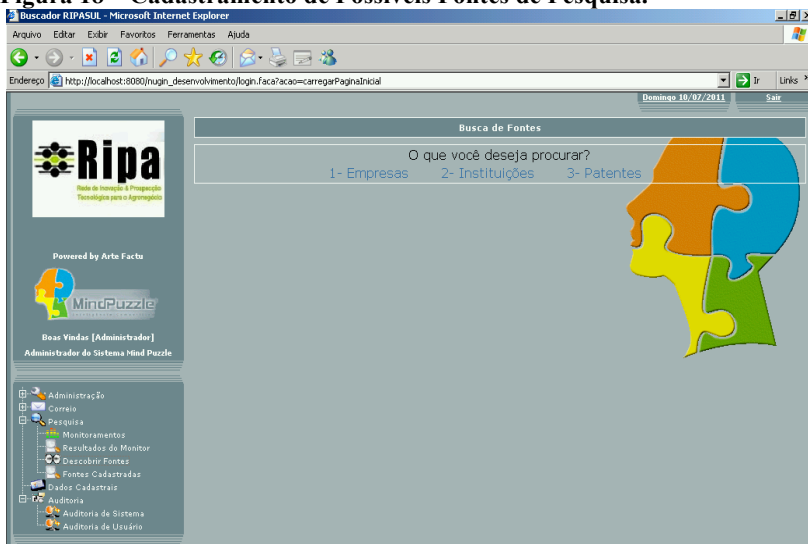 Figura 18 – Cadastramento de Possíveis Fontes de Pesquisa.
Buscador RIPASUL - Microsoft Internet Explorer
Arquivo Editar Exibir Favoritos Ferramentas Ajuda
Endereço http://localhost:8080/nugin_desenvolvimento/login.faca?acao=carregarPaginaInicial Ir Links »
Domingo 10/07/2011 Sair
Busca de Fontes
O que você deseja procurar?
1- Empresas 2- Instituições 3- Patentes
Ripa
Rede de Inovação & Prospecção
Tecnológica para o Agronegócio
Powered by Arte Factu
MindPuzzle
Boas Vindas [Administrador]
Administrador do Sistema Mind Puzzle
Administração
Correio
Pesquisa
Monitoramentos
Resultados do Monitor
Descobrir Fontes
Fontes Cadastradas
Dados Cadastrais
Auditoria
Auditoria de Sistema
Auditoria de Usuário